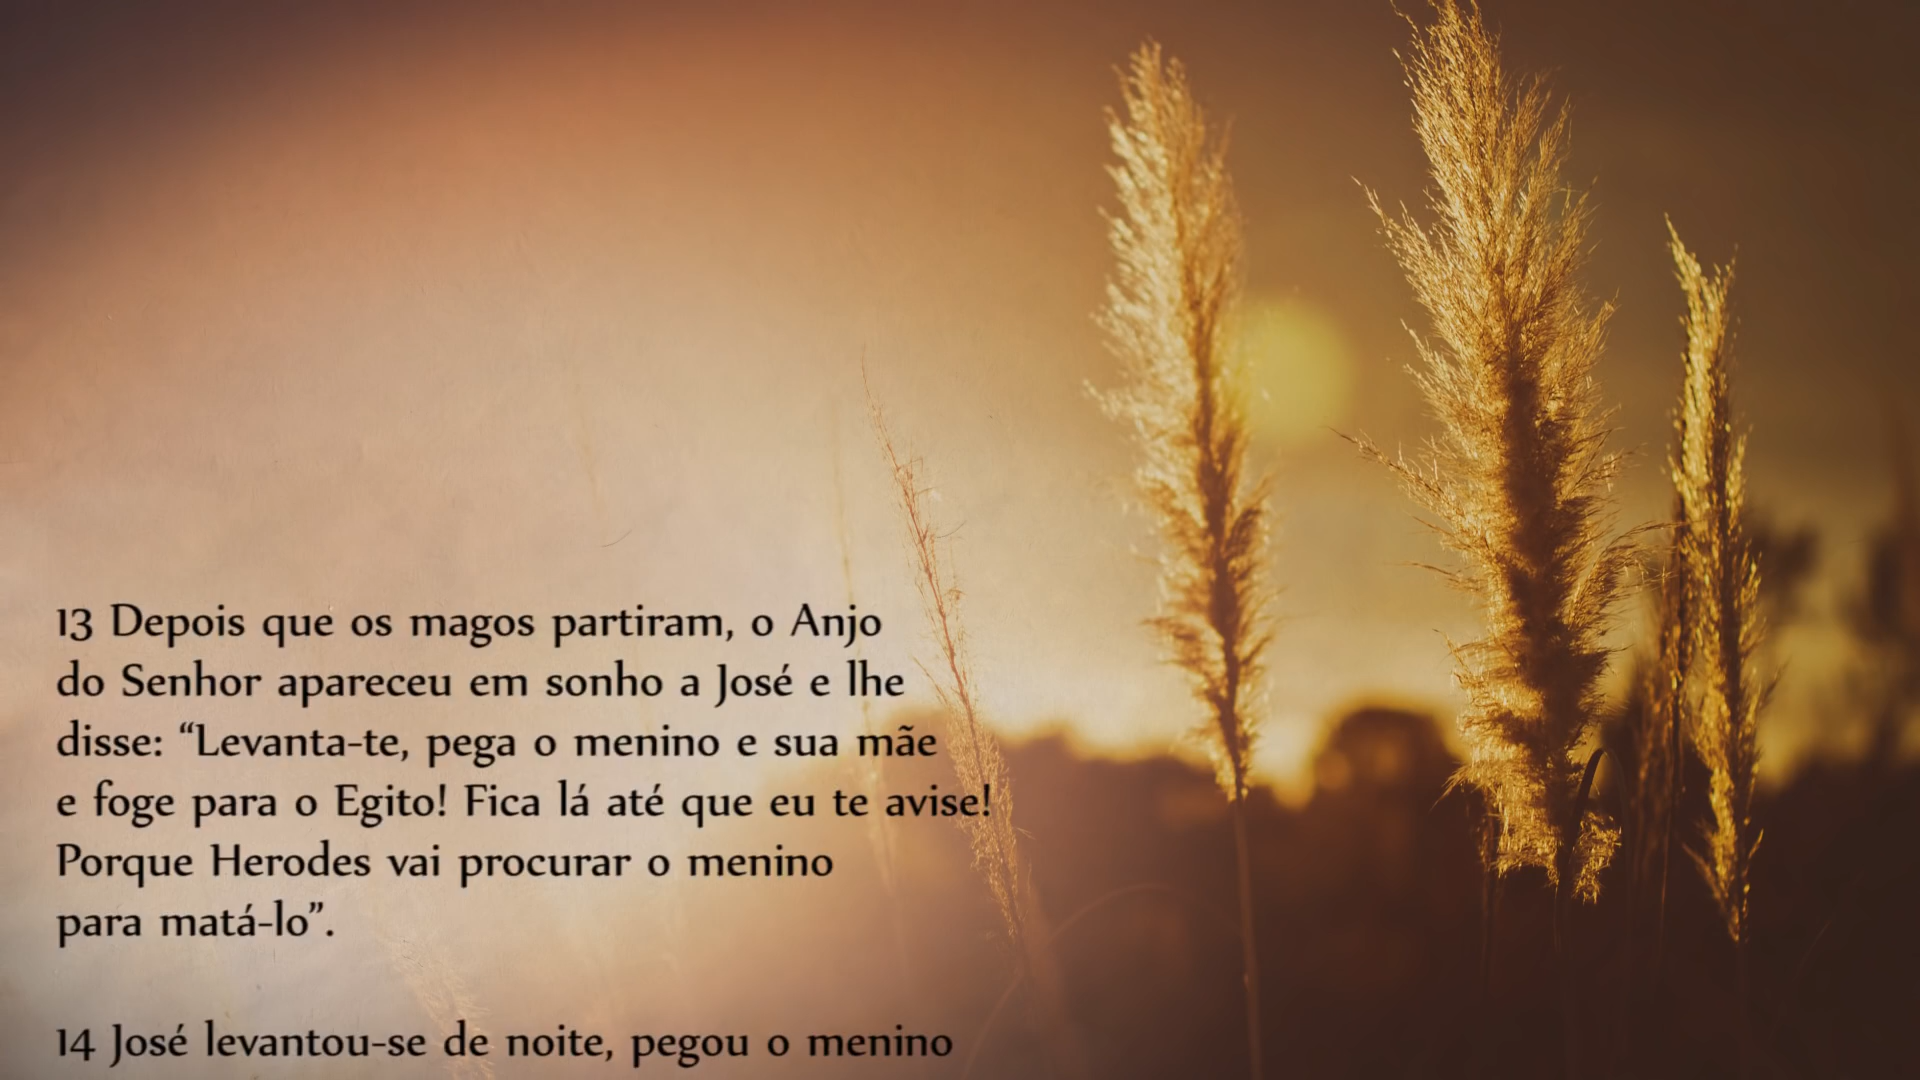 13 Depois que os magos partiram, o Anjo
do Senhor apareceu em sonho a José e lhe
disse: “Levanta-te, pega o menino e sua mãe
e foge para o Egito! Fica lá até que eu te avise!
Porque Herodes vai procurar o menino
para matá-lo”.
14 José levantou-se de noite, pegou o menino